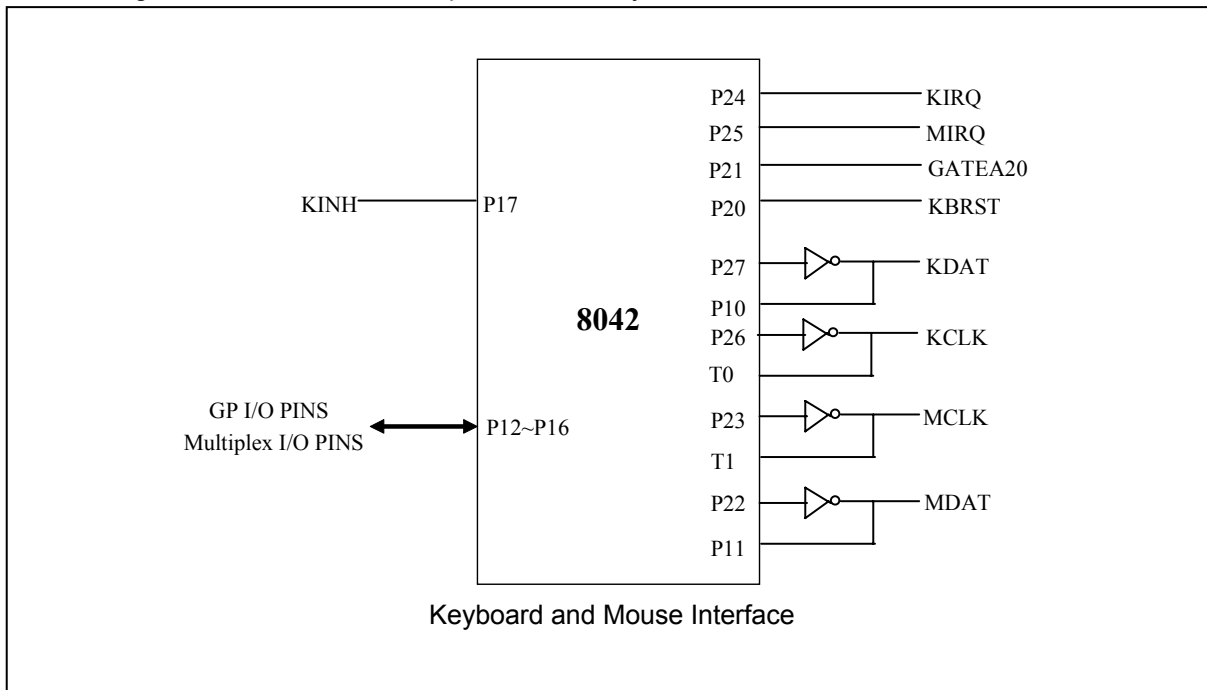 P24 KIRQ
P25 MIRQ
P21 GATEA20
KINH P17 P20 KBRST
P27 KDAT
P10
8042
P26 KCLK
T0
GP I/O PINS
Multiplex I/O PINS
P12~P16
P23 MCLK
T1
P22 MDAT
P11
Keyboard and Mouse Interface